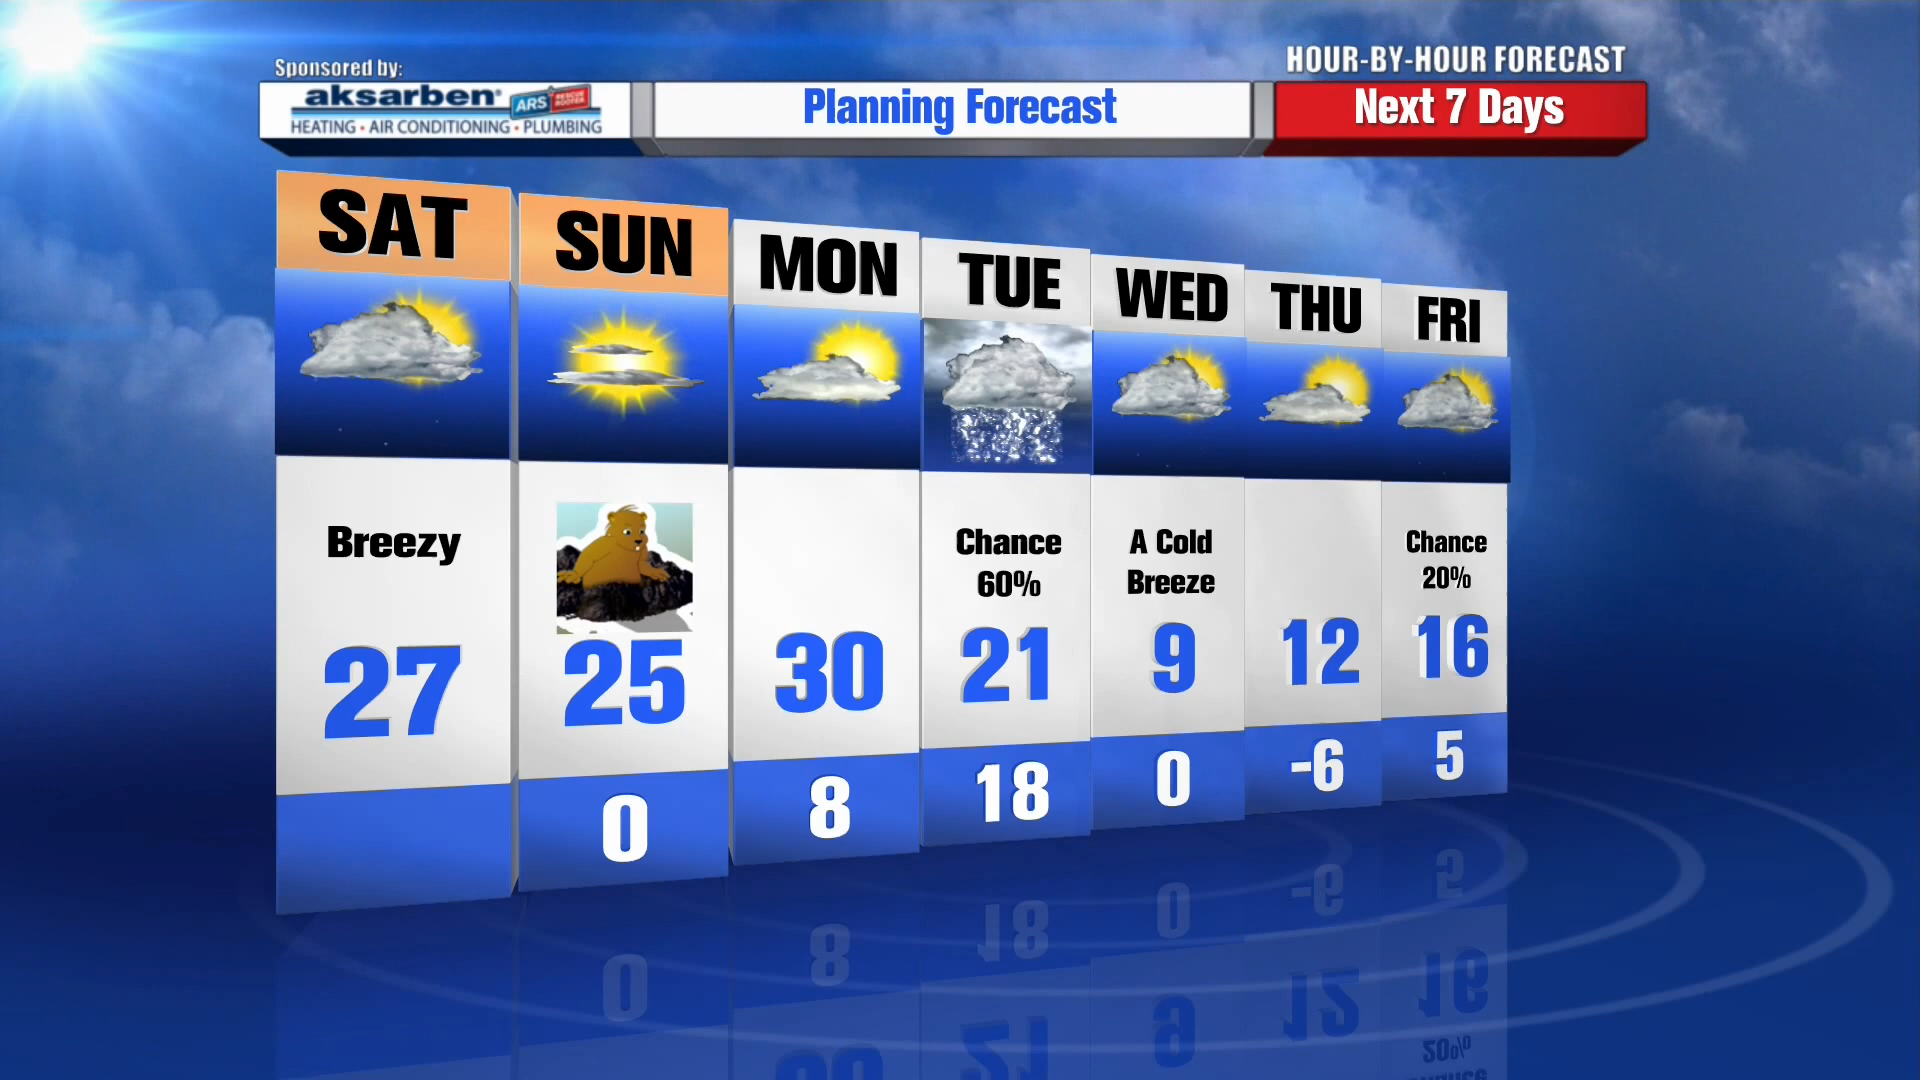 Sponsored by:
aksarben®
ARS RESCUE ROOTER
HEATING • AIR CONDITIONING • PLUMBING
Planning Forecast
HOUR-BY-HOUR FORECAST
Next 7 Days
SAT
SUN
MON
TUE
WED
THU
FRI
Breezy
Chance
60%
A Cold
Breeze
Chance
20%
27
25
30
21
9
12
16
0
8
18
0
-6
5